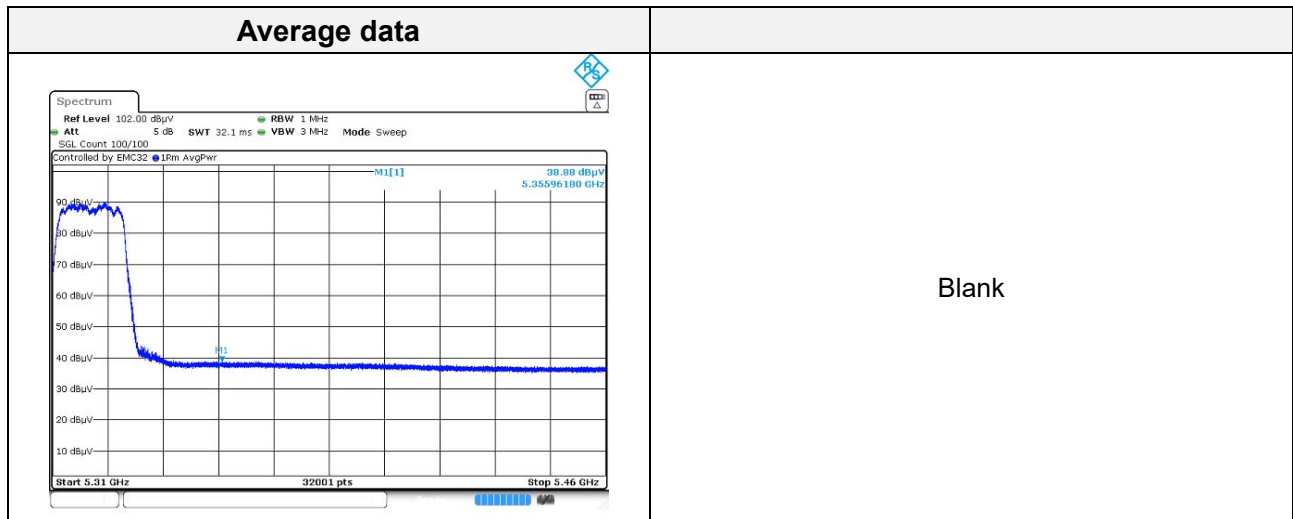 Average data
R&S
Spectrum
Ref Level 102.00 dBµV RBW 1 MHz
Att 5 dB SWT 32.1 ms VBW 3 MHz Mode Sweep
SGL Count 100/100
Controlled by EMC32 1Rm AvgPwr
M1[1] 38.88 dBµV
5.35596180 GHz
90 dBµV
80 dBµV
70 dBµV
60 dBµV
50 dBµV
40 dBµV
M1
30 dBµV
20 dBµV
10 dBµV
Start 5.31 GHz 32001 pts Stop 5.46 GHz
Blank